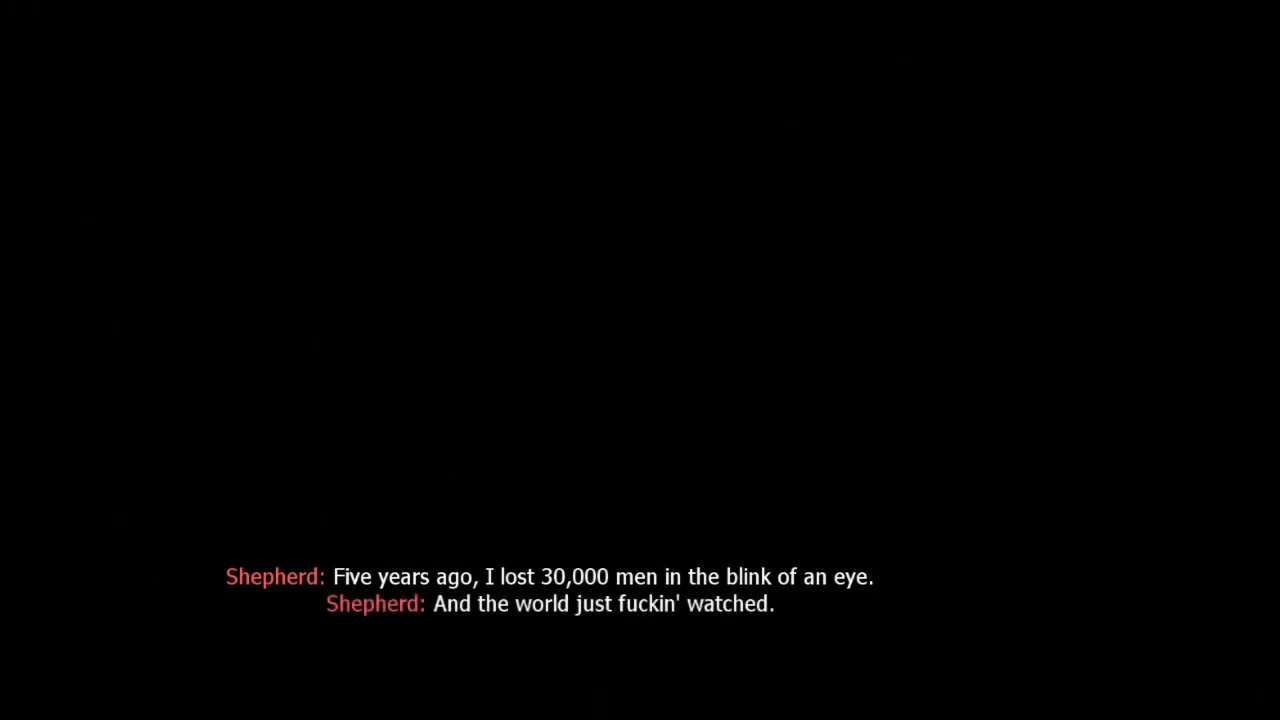 Shepherd: Five years ago, I lost 30,000 men in the blink of an eye.
Shepherd: And the world just fuckin' watched.